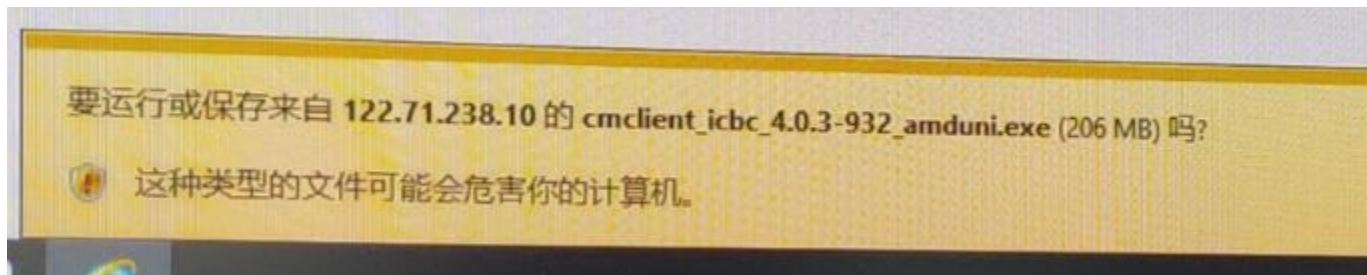 要运行或保存来自 122.71.238.10 的 cmclient_icbc_4.0.3-932_amduni.exe (206 MB) 吗?
这种类型的文件可能会危害你的计算机。